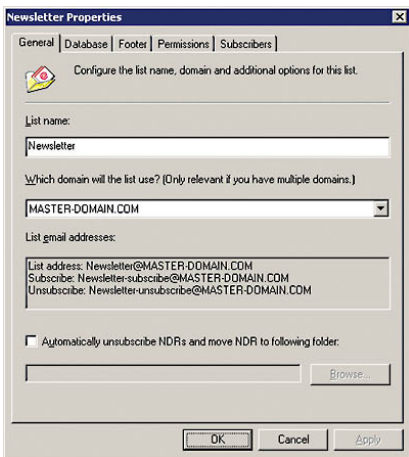 Newsletter Properties
General
Database
Footer
Permissions
Subscribers
Configure the list name, domain and additional options for this list.
List name:
Newsletter
Which domain will the list use? (Only relevant if you have multiple domains.)
MASTER-DOMAIN.COM
List email addresses:
List address: Newsletter@MASTER-DOMAIN.COM
Subscribe: Newsletter-subscribe@MASTER-DOMAIN.COM
Unsubscribe: Newsletter-unsubscribe@MASTER-DOMAIN.COM
Automatically unsubscribe NDRs and move NDR to following folder:
Browse...
OK
Cancel
Apply